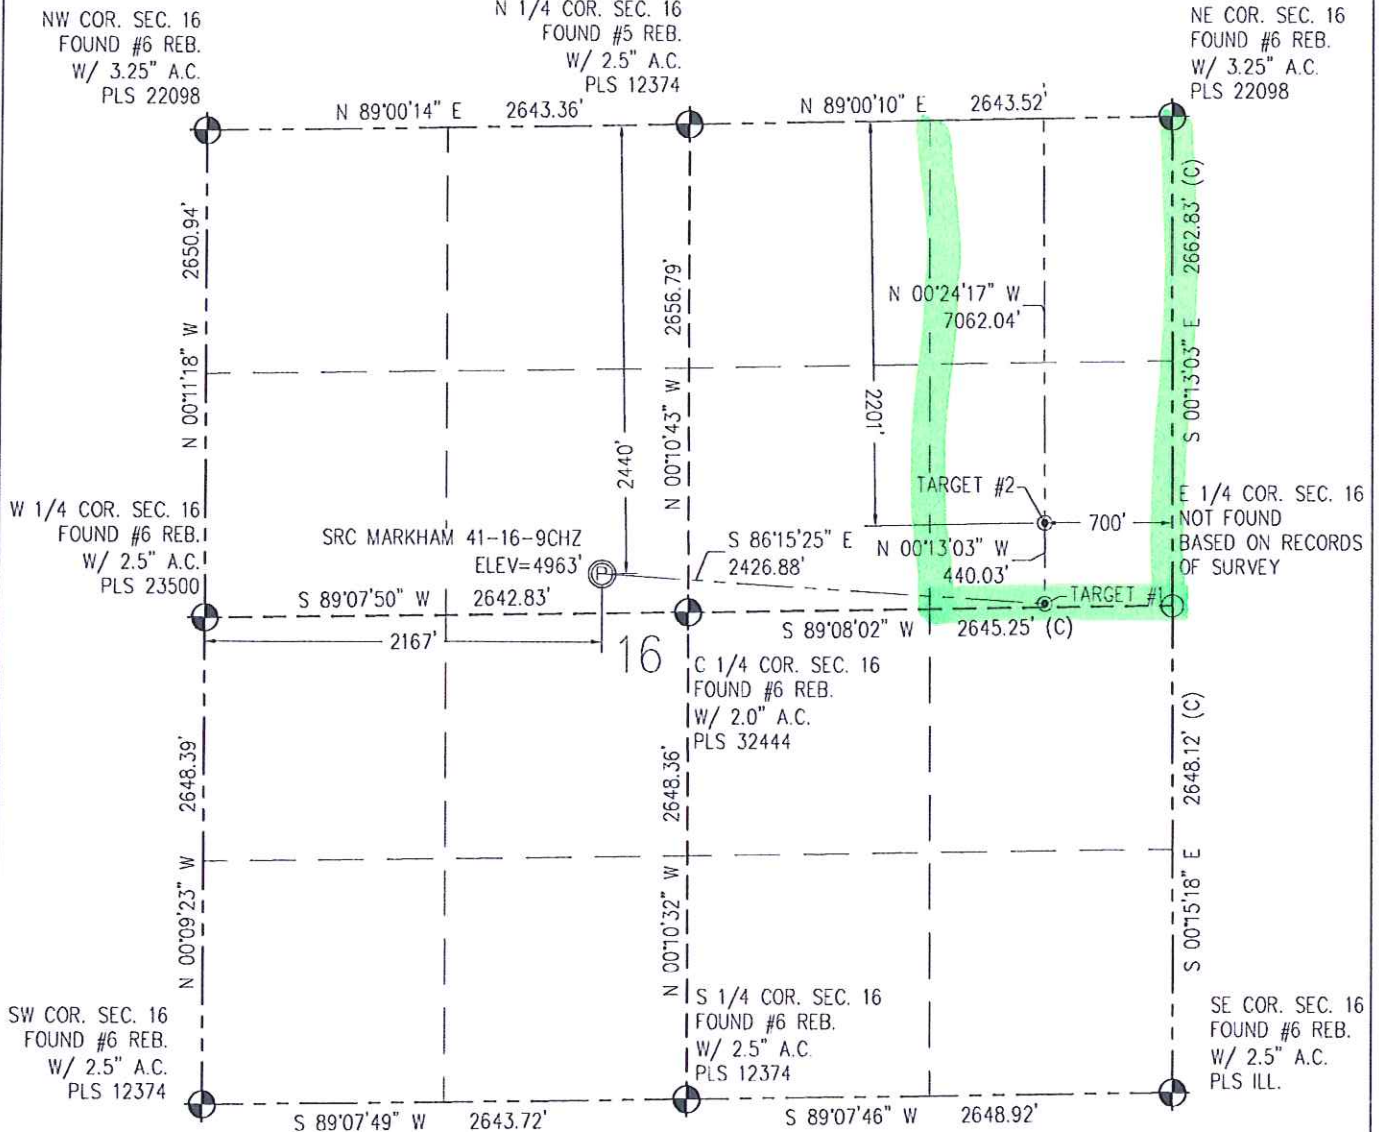 NW COR. SEC. 16
FOUND #6 REB.
W/ 3.25" A.C.
PLS 22098
N 1/4 COR. SEC. 16
FOUND #5 REB.
W/ 2.5" A.C.
PLS 12374
NE COR. SEC. 16
FOUND #6 REB.
W/ 3.25" A.C.
PLS 22098
N 89°00'14" E 2643.36'
N 89°00'10" E 2643.52'
N 00°11'18" W 2650.94'
N 00°10'43" W 2656.79'
S 00°13'03" E 2662.83' (C)
2440'
2201'
N 00°24'17" W
7062.04'
W 1/4 COR. SEC. 16
FOUND #6 REB.
W/ 2.5" A.C.
PLS 23500
SRC MARKHAM 41-16-9CHZ
ELEV=4963'
S 86°15'25" E
2426.88'
TARGET #2
700'
N 00°13'03" W
440.03'
TARGET #1
E 1/4 COR. SEC. 16
NOT FOUND
BASED ON RECORDS
OF SURVEY
S 89°07'50" W 2642.83'
S 89°08'02" W 2645.25' (C)
2167'
16
C 1/4 COR. SEC. 16
FOUND #6 REB.
W/ 2.0" A.C.
PLS 32444
N 00°09'23" W 2648.39'
N 00°10'32" W 2648.36'
S 00°15'18" E 2648.12' (C)
SW COR. SEC. 16
FOUND #6 REB.
W/ 2.5" A.C.
PLS 12374
S 1/4 COR. SEC. 16
FOUND #6 REB.
W/ 2.5" A.C.
PLS 12374
SE COR. SEC. 16
FOUND #6 REB.
W/ 2.5" A.C.
PLS ILL.
S 89°07'49" W 2643.72'
S 89°07'46" W 2648.92'